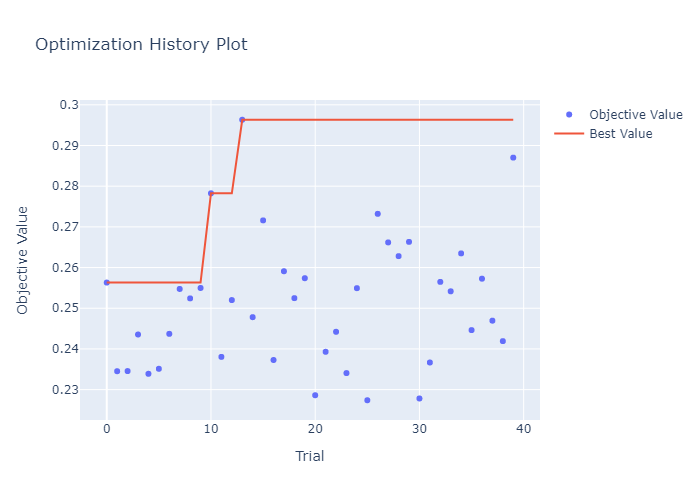 Optimization History Plot
Objective Value
Best Value
0.3
0.29
0.28
0.27
0.26
0.25
0.24
0.23
Objective Value
0
10
20
30
40
Trial